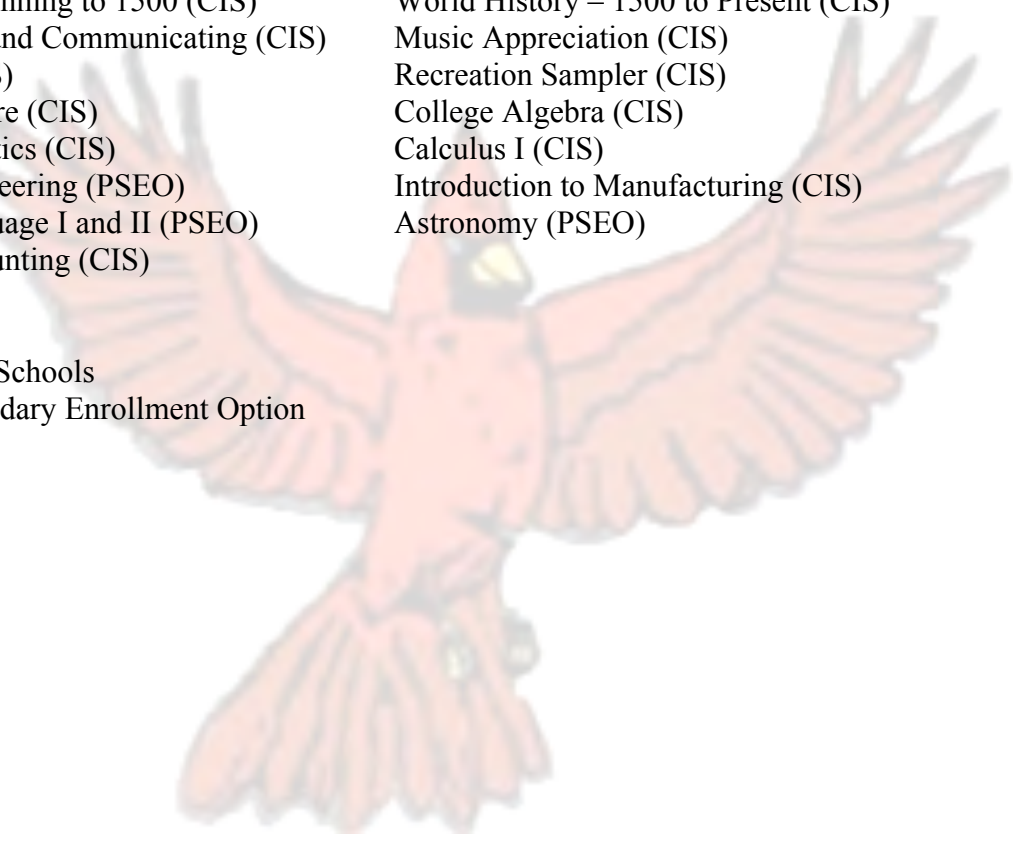 nning to 1500 (CIS) World History – 1500 to Present (CIS)
nd Communicating (CIS) Music Appreciation (CIS)
) Recreation Sampler (CIS)
re (CIS) College Algebra (CIS)
tics (CIS) Calculus I (CIS)
eering (PSEO) Introduction to Manufacturing (CIS)
uage I and II (PSEO) Astronomy (PSEO)
unting (CIS)
Schools
dary Enrollment Option